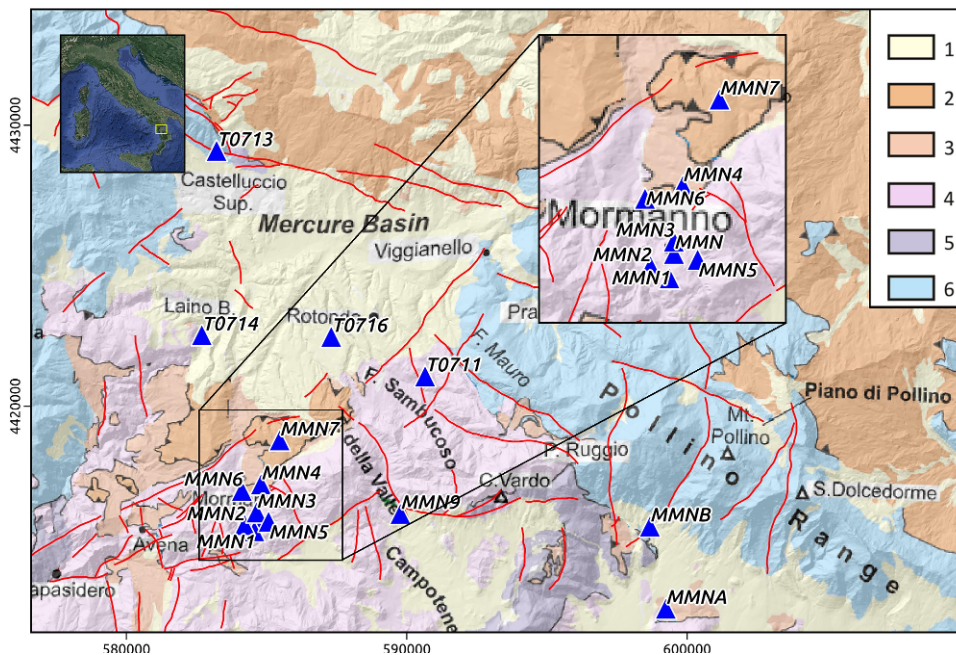 1
2
3
4
5
6
4430000
4420000
580000
590000
600000
T0713
Castelluccio
Sup.
Mercure Basin
Viggianello
Laino B.
T0714
T0716
T0711
F. Mauro
F. Sambucoso
della Valle
Campotene
MMN7
MMN6
MMN4
MMN3
MMN2
MMN1
MMN5
Avena
apasidero
MMN9
C.Vardo
F. Ruggio
Pollino
Range
Mt.
Pollino
Piano di Pollino
S.Dolcedorme
MMNB
MMNA
MMN7
MMN4
MMN6
Mormanno
MMN3
MMN
MMN2
MMN5
MMN1